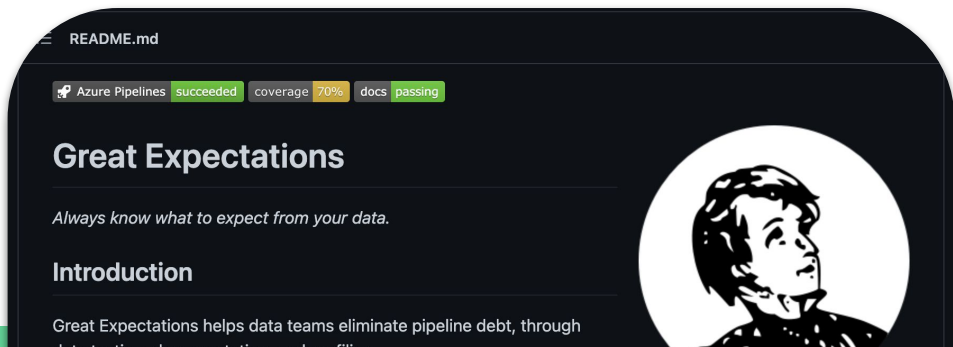 README.md
Azure Pipelines succeeded coverage 70% docs passing
Great Expectations
Always know what to expect from your data.
Introduction
Great Expectations helps data teams eliminate pipeline debt, through